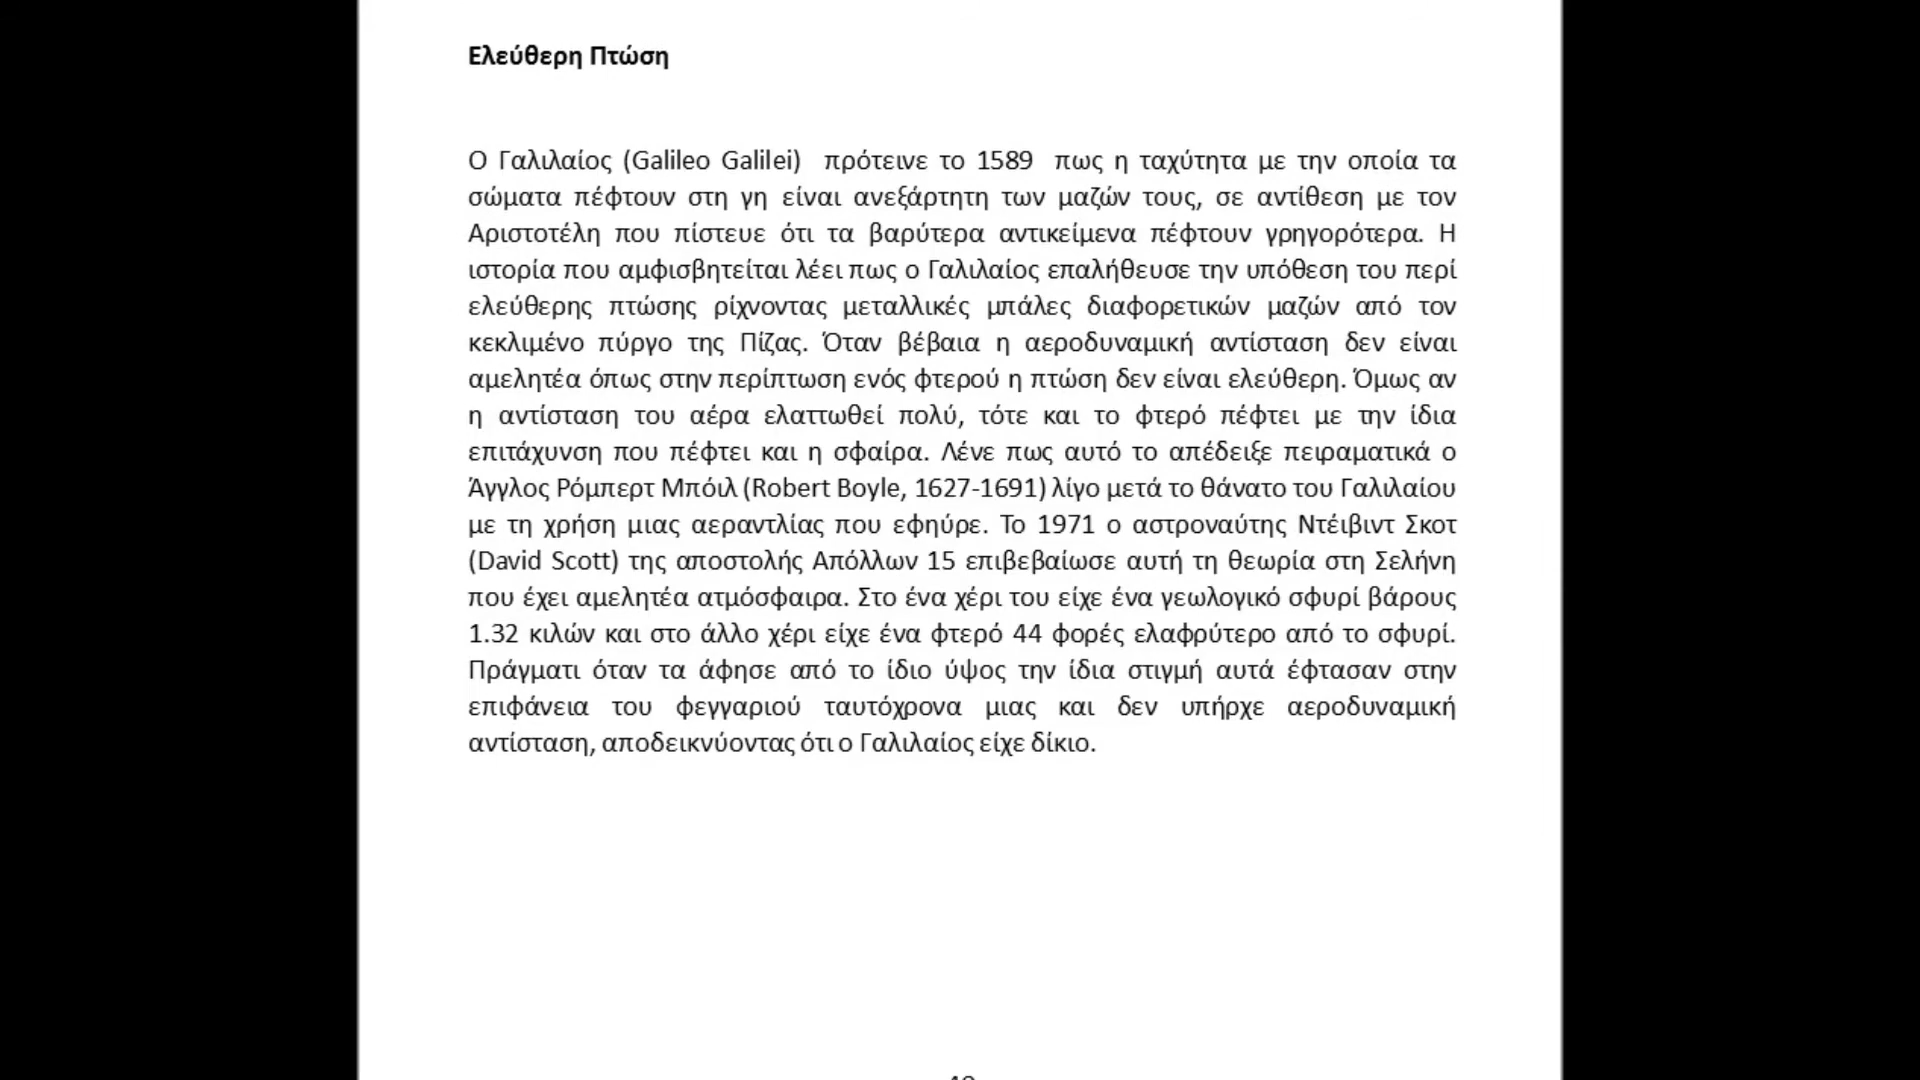 Ελεύθερη Πτώση
Ο Γαλιλαίος (Galileo Galilei) πρότεινε το 1589 πως η ταχύτητα με την οποία τα
σώματα πέφτουν στη γη είναι ανεξάρτητη των μαζών τους, σε αντίθεση με τον
Αριστοτέλη που πίστευε ότι τα βαρύτερα αντικείμενα πέφτουν γρηγορότερα. Η
ιστορία που αμφισβητείται λέει πως ο Γαλιλαίος επαλήθευσε την υπόθεση του περί
ελεύθερης πτώσης ρίχνοντας μεταλλικές μπάλες διαφορετικών μαζών από τον
κεκλιμένο πύργο της Πίζας. Όταν βέβαια η αεροδυναμική αντίσταση δεν είναι
αμελητέα όπως στην περίπτωση ενός φτερού η πτώση δεν είναι ελεύθερη. Όμως αν
η αντίσταση του αέρα ελαττωθεί πολύ, τότε και το φτερό πέφτει με την ίδια
επιτάχυνση που πέφτει και η σφαίρα. Λένε πως αυτό το απέδειξε πειραματικά ο
Άγγλος Ρόμπερτ Μπόιλ (Robert Boyle, 1627-1691) λίγο μετά το θάνατο του Γαλιλαίου
με τη χρήση μιας αεραντλίας που εφηύρε. Το 1971 ο αστροναύτης Ντέιβιντ Σκοτ
(David Scott) της αποστολής Απόλλων 15 επιβεβαίωσε αυτή τη θεωρία στη Σελήνη
που έχει αμελητέα ατμόσφαιρα. Στο ένα χέρι του είχε ένα γεωλογικό σφυρί βάρους
1.32 κιλών και στο άλλο χέρι είχε ένα φτερό 44 φορές ελαφρύτερο από το σφυρί.
Πράγματι όταν τα άφησε από το ίδιο ύψος την ίδια στιγμή αυτά έφτασαν στην
επιφάνεια του φεγγαριού ταυτόχρονα μιας και δεν υπήρχε αεροδυναμική
αντίσταση, αποδεικνύοντας ότι ο Γαλιλαίος είχε δίκιο.